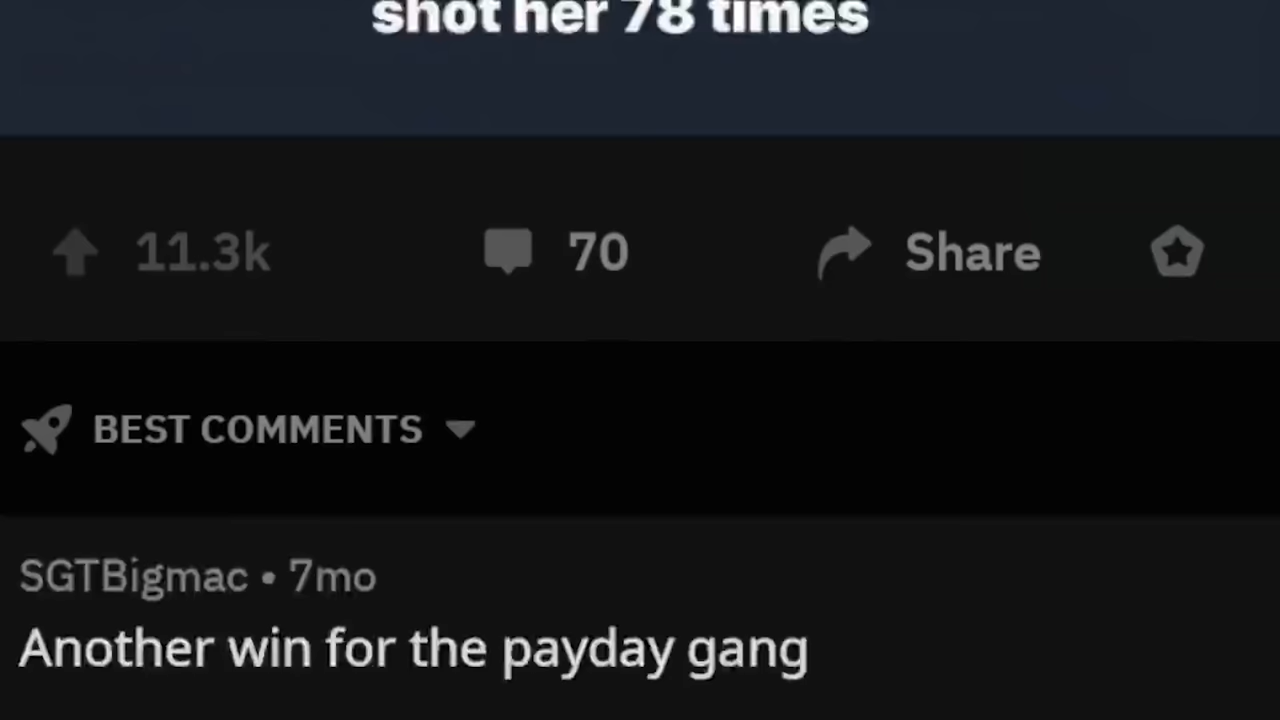 shot her 78 times
11.3k 70 Share
BEST COMMENTS
SGTBigmac • 7mo
Another win for the payday gang